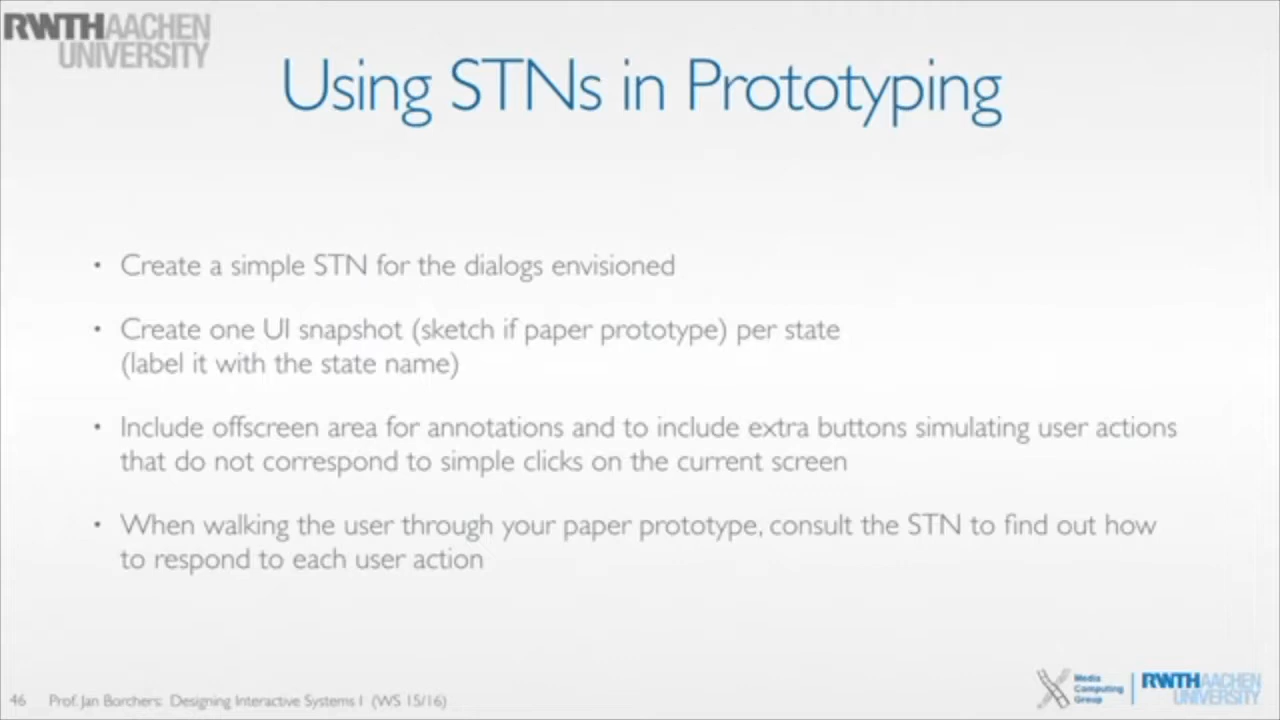 RWTHAACHEN
UNIVERSITY
Using STNs in Prototyping
• Create a simple STN for the dialogs envisioned
• Create one UI snapshot (sketch if paper prototype) per state
(label it with the state name)
• Include offscreen area for annotations and to include extra buttons simulating user actions
that do not correspond to simple clicks on the current screen
• When walking the user through your paper prototype, consult the STN to find out how
to respond to each user action
46 Prof. Jan Borchers: Designing Interactive Systems I (WS 15/16)
Media
Computing
Group
RWTHAACHEN
UNIVERSITY